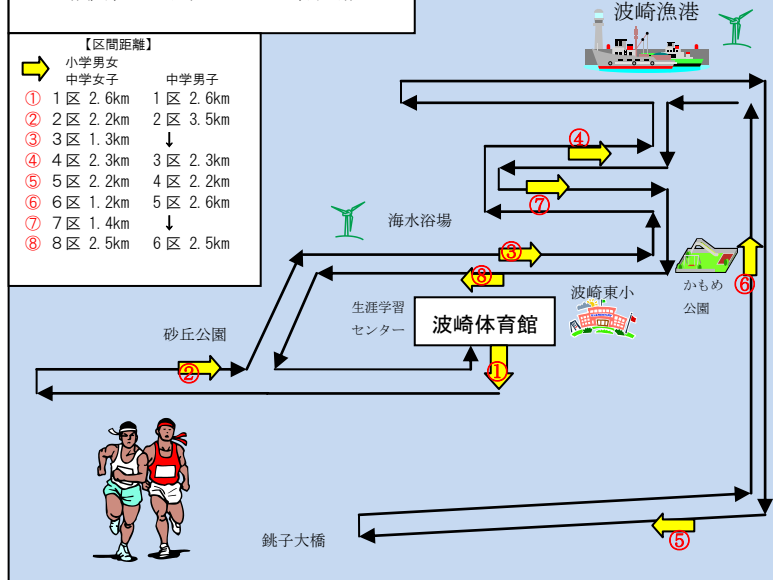 【区間距離】
小学男女
中学女子 中学男子
① 1区 2.6km 1区 2.6km
② 2区 2.2km 2区 3.5km
③ 3区 1.3km ↓
④ 4区 2.3km 3区 2.3km
⑤ 5区 2.2km 4区 2.2km
⑥ 6区 1.2km 5区 2.6km
⑦ 7区 1.4km ↓
⑧ 8区 2.5km 6区 2.5km
波崎漁港
④
⑦
海水浴場
③
⑧
かもめ
公園
⑥
波崎東小
生涯学習
センター
波崎体育館
砂丘公園
②
①
銚子大橋
⑤